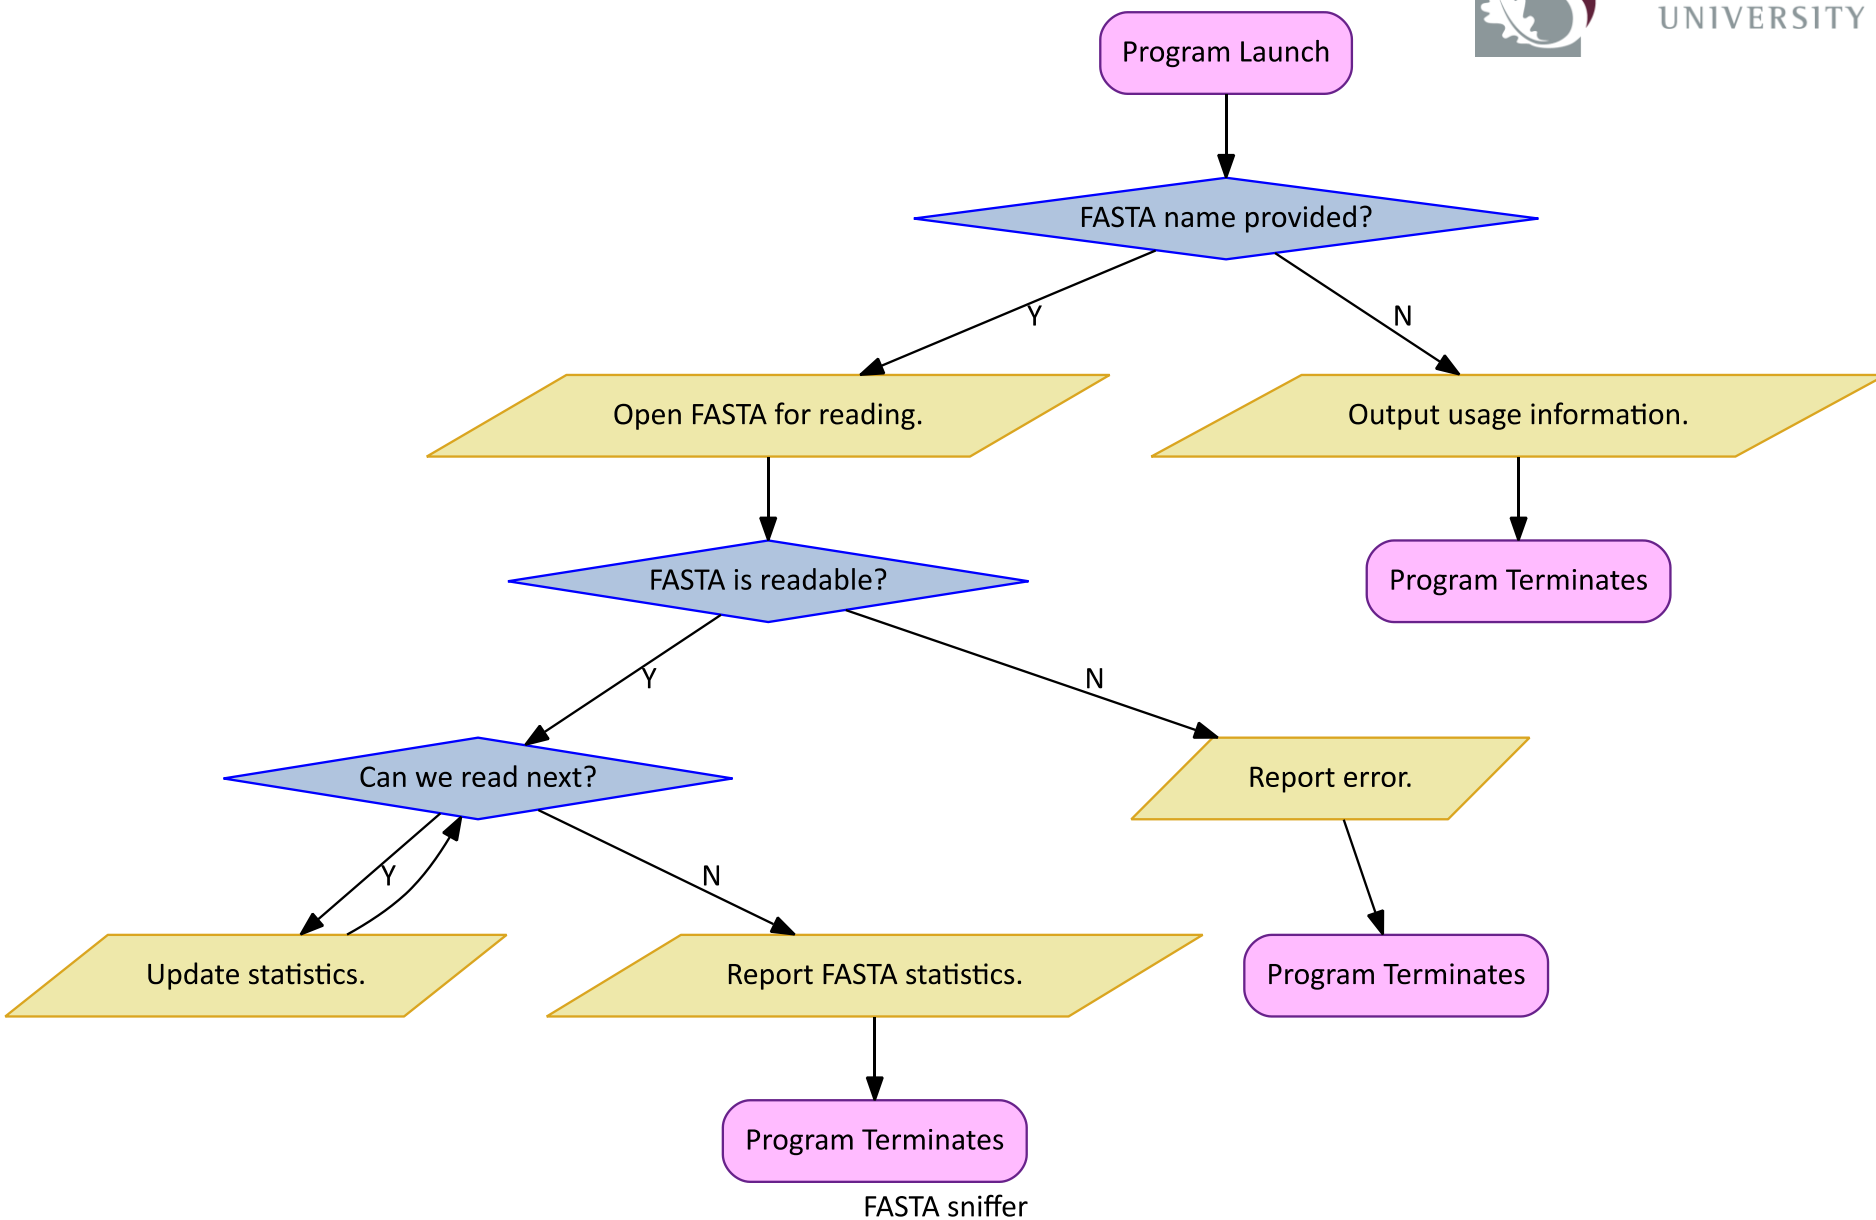 UNIVERSITY
Program Launch
FASTA name provided?
Y
N
Open FASTA for reading.
Output usage information.
FASTA is readable?
Program Terminates
Y
N
Can we read next?
Report error.
Y
N
Update statistics.
Report FASTA statistics.
Program Terminates
Program Terminates
FASTA sniffer